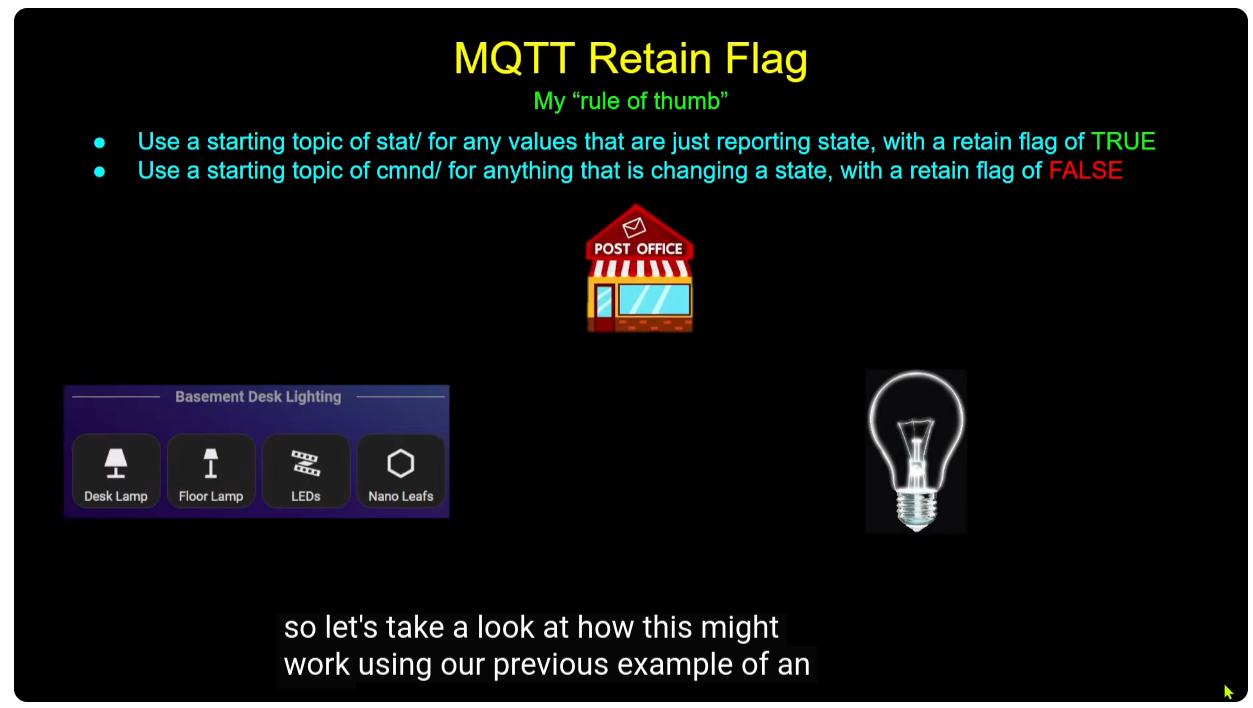 MQTT Retain Flag
My “rule of thumb”
● Use a starting topic of stat/ for any values that are just reporting state, with a retain flag of TRUE
● Use a starting topic of cmnd/ for anything that is changing a state, with a retain flag of FALSE
POST OFFICE
Basement Desk Lighting
Desk Lamp Floor Lamp LEDs Nano Leafs
so let's take a look at how this might
work using our previous example of an